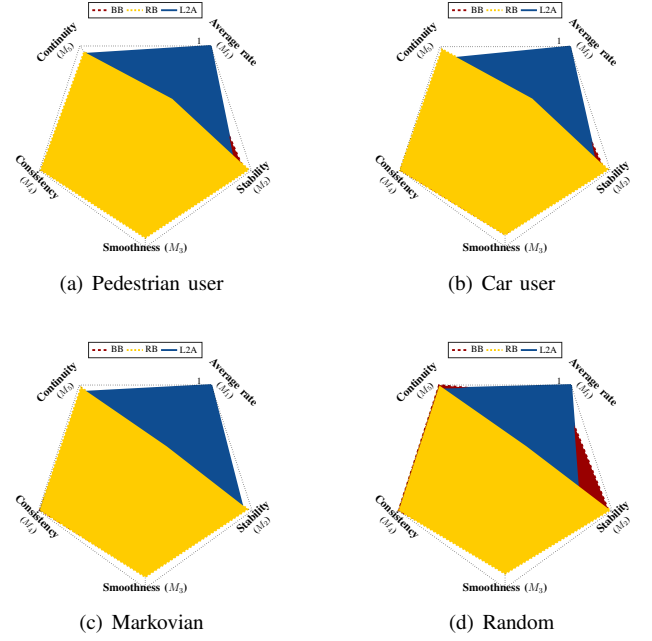 BB RB L2A
BB RB L2A
Continuity
(M₅)
1
Average rate
(M₁)
Consistency
(M₄)
Stability
(M₂)
Smoothness (M₃)
(a) Pedestrian user
Continuity
(M₅)
1
Average rate
(M₁)
Consistency
(M₄)
Stability
(M₂)
Smoothness (M₃)
(b) Car user
BB RB L2A
BB RB L2A
Continuity
(M₅)
1
Average rate
(M₁)
Consistency
(M₄)
Stability
(M₂)
Smoothness (M₃)
(c) Markovian
Continuity
(M₅)
1
Average rate
(M₁)
Consistency
(M₄)
Stability
(M₂)
Smoothness (M₃)
(d) Random